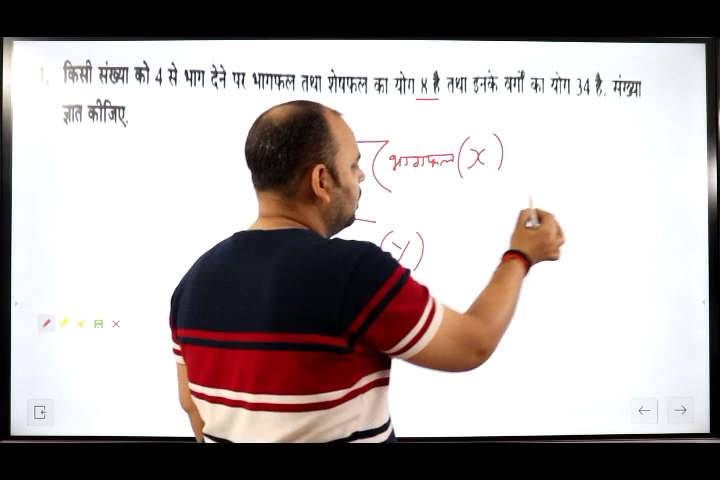 1. किसी संख्या को 4 से भाग देने पर भागफल तथा शेषफल का योग 8 है तथा इनके वर्गों का योग 34 है, संख्या
ज्ञात कीजिए.
भागफल (x)
(y)